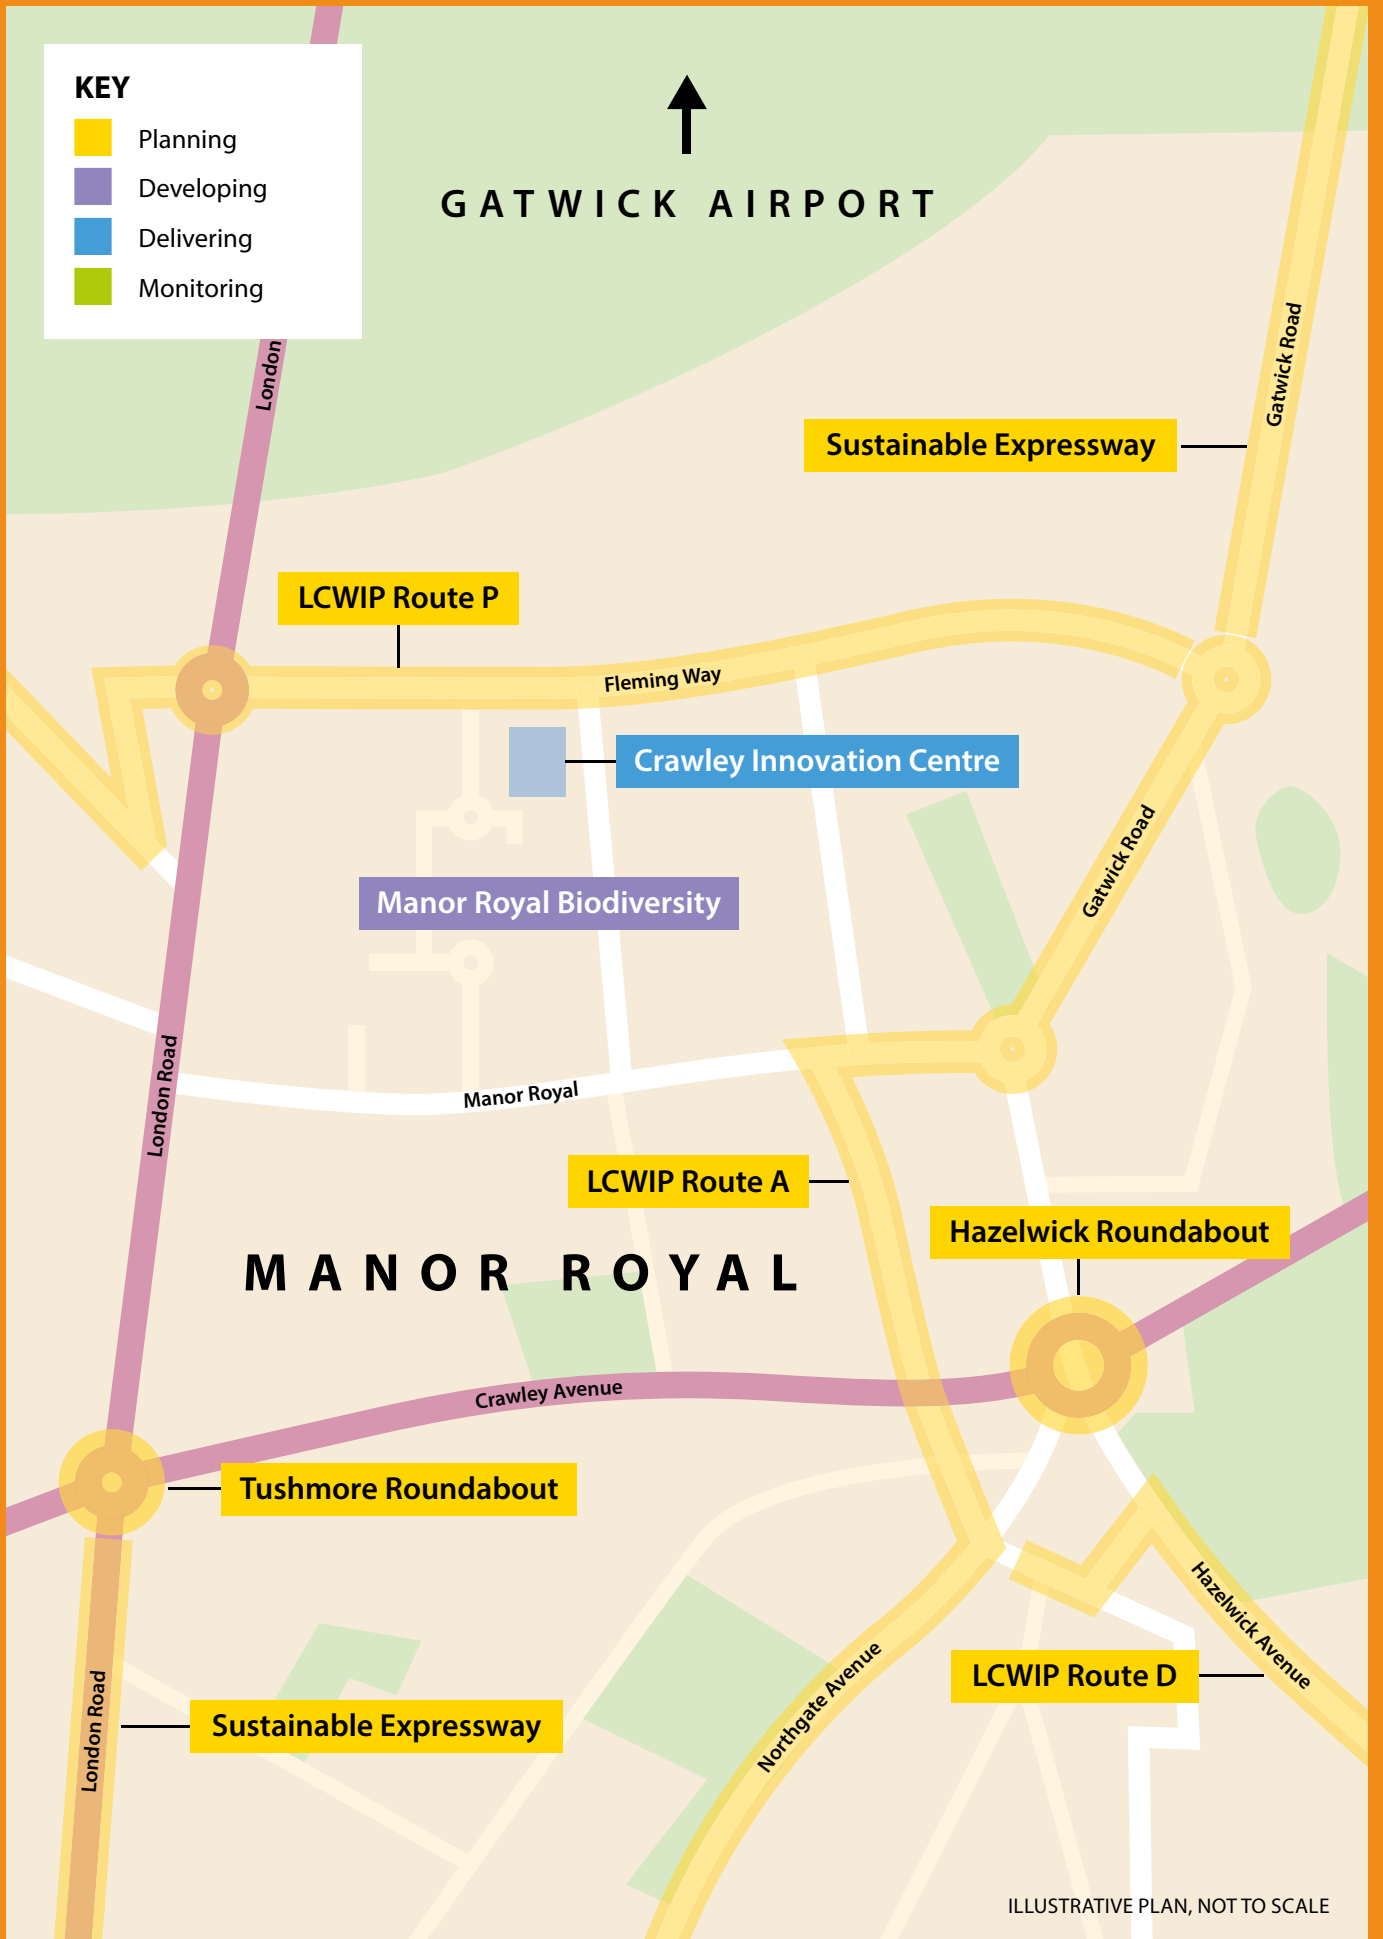 KEY
Planning
Developing
Delivering
Monitoring
GATWICK AIRPORT
London
Gatwick Road
Sustainable Expressway
LCWIP Route P
Fleming Way
Crawley Innovation Centre
Gatwick Road
Manor Royal Biodiversity
London Road
Manor Royal
LCWIP Route A
Hazelwick Roundabout
MANOR ROYAL
Crawley Avenue
Tushmore Roundabout
Hazelwick Avenue
LCWIP Route D
Northgate Avenue
London Road
Sustainable Expressway
ILLUSTRATIVE PLAN, NOT TO SCALE